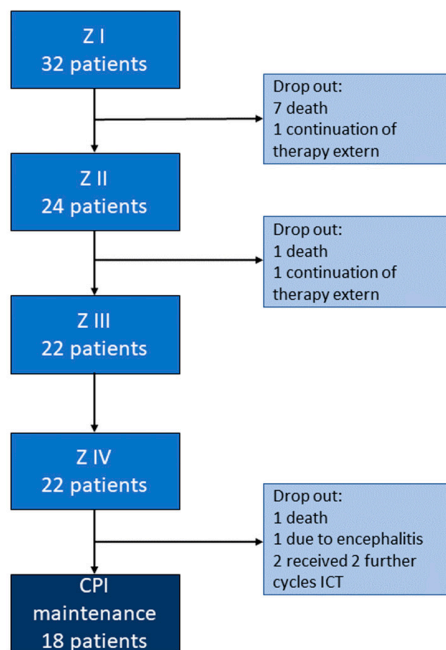 Z I
32 patients
Drop out:
7 death
1 continuation of
therapy extern
Z II
24 patients
Drop out:
1 death
1 continuation of
therapy extern
Z III
22 patients
Z IV
22 patients
Drop out:
1 death
1 due to encephalitis
2 received 2 further
cycles ICT
CPI
maintenance
18 patients